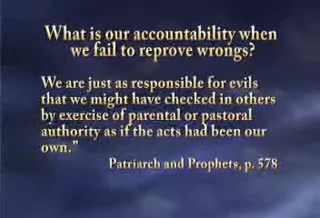 What is our accountability when
we fail to reprove wrongs?
We are just as responsible for evils
that we might have checked in others
by exercise of parental or pastoral
authority as if the acts had been our
own."
Patriarch and Prophets, p. 578